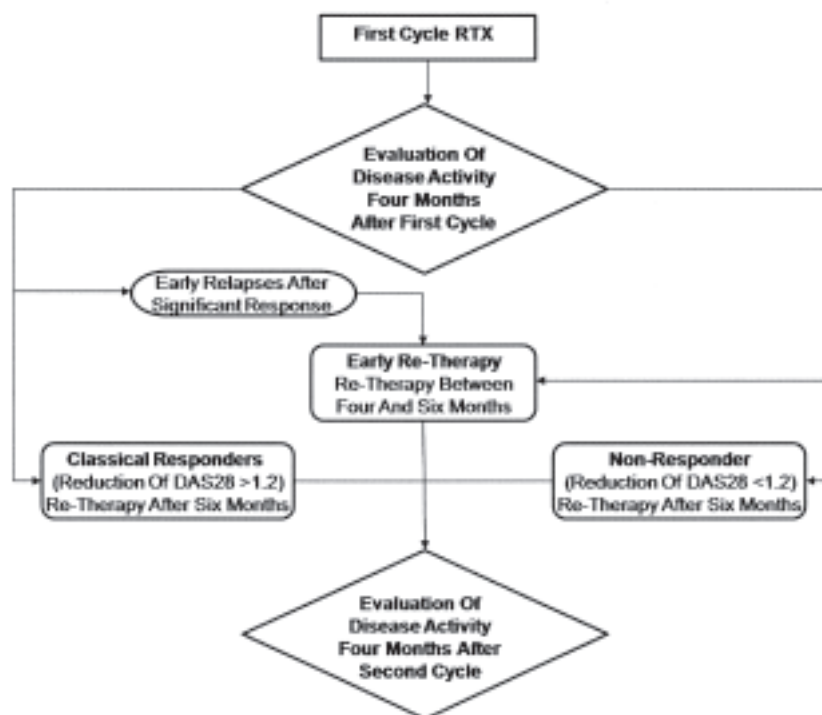 First Cycle RTX
Evaluation Of
Disease Activity
Four Months
After First Cycle
Early Relapses After
Significant Response
Early Re-Therapy
Re-Therapy Between
Four And Six Months
Classical Responders
(Reduction Of DAS28 >1.2)
Re-Therapy After Six Months
Non-Responder
(Reduction Of DAS28 <1.2)
Re-Therapy After Six Months
Evaluation Of
Disease Activity
Four Months After
Second Cycle